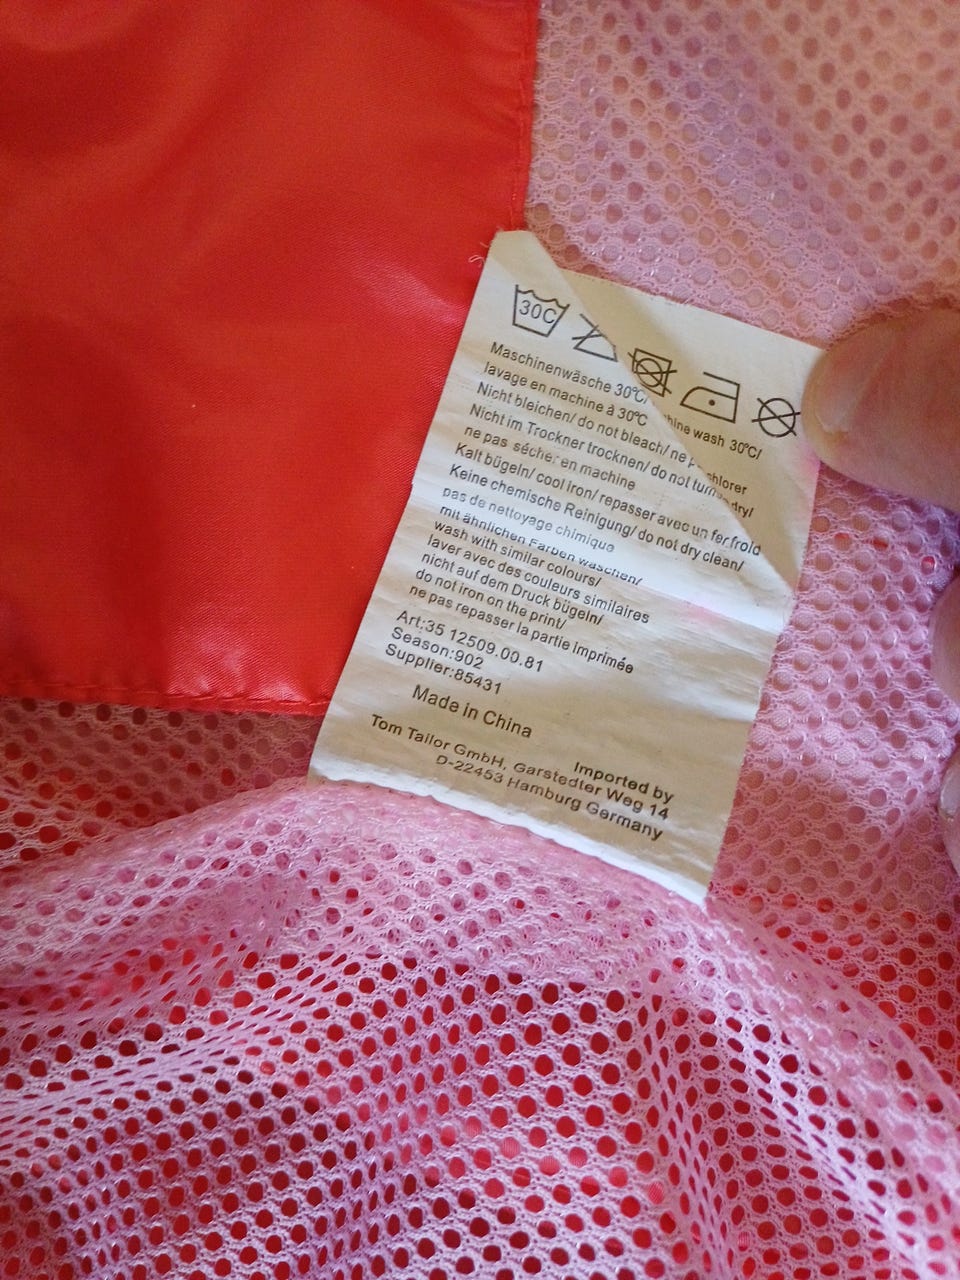 30C
Maschinenwäsche 30°C/ hine wash 30°C/
lavage en machine à 30°C
Nicht bleichen/ do not bleach/ ne chlorer
Nicht im Trockner trocknen/ do not tum dry/
ne pas sécher en machine
Kalt bügeln/ cool iron/ repasser avec un fer froid
Keine chemische Reinigung/ do not dry clean/
pas de nettoyage chimique
mit ähnlichen Farben waschen/
wash with similar colours/
laver avec des couleurs similaires
nicht auf dem Druck bügeln/
do not iron on the print/
ne pas repasser la partie imprimée
Art:35 12509.00.81
Season:902
Supplier:85431
Made in China
Imported by
Tom Tailor GmbH, Garstedter Weg 14
D-22453 Hamburg Germany